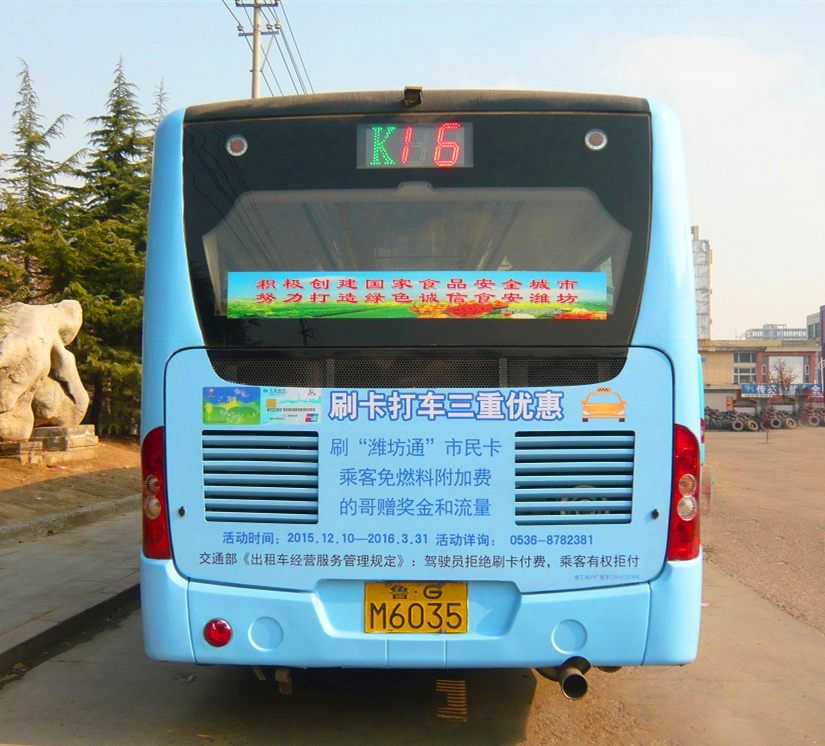 K16
积极创建国家食品安全城市
努力打造绿色诚信食安潍坊
刷卡打车三重优惠
刷“潍坊通”市民卡
乘客免燃料附加费
的哥赠奖金和流量
活动时间：2015.12.10—2016.3.31 活动详询： 0536-8782381
交通部《出租车经营服务管理规定》：驾驶员拒绝刷卡付费，乘客有权拒付
鲁·G
M6035